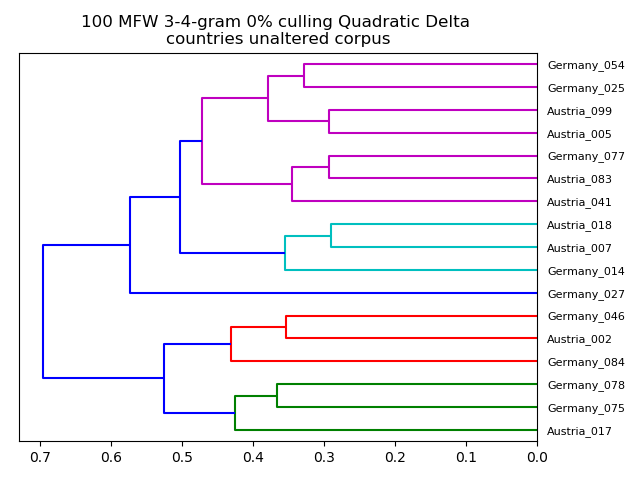 100 MFW 3-4-gram 0% culling Quadratic Delta
countries unaltered corpus
Germany_054
Germany_025
Austria_099
Austria_005
Germany_077
Austria_083
Austria_041
Austria_018
Austria_007
Germany_014
Germany_027
Germany_046
Austria_002
Germany_084
Germany_078
Germany_075
Austria_017
0.7 0.6 0.5 0.4 0.3 0.2 0.1 0.0